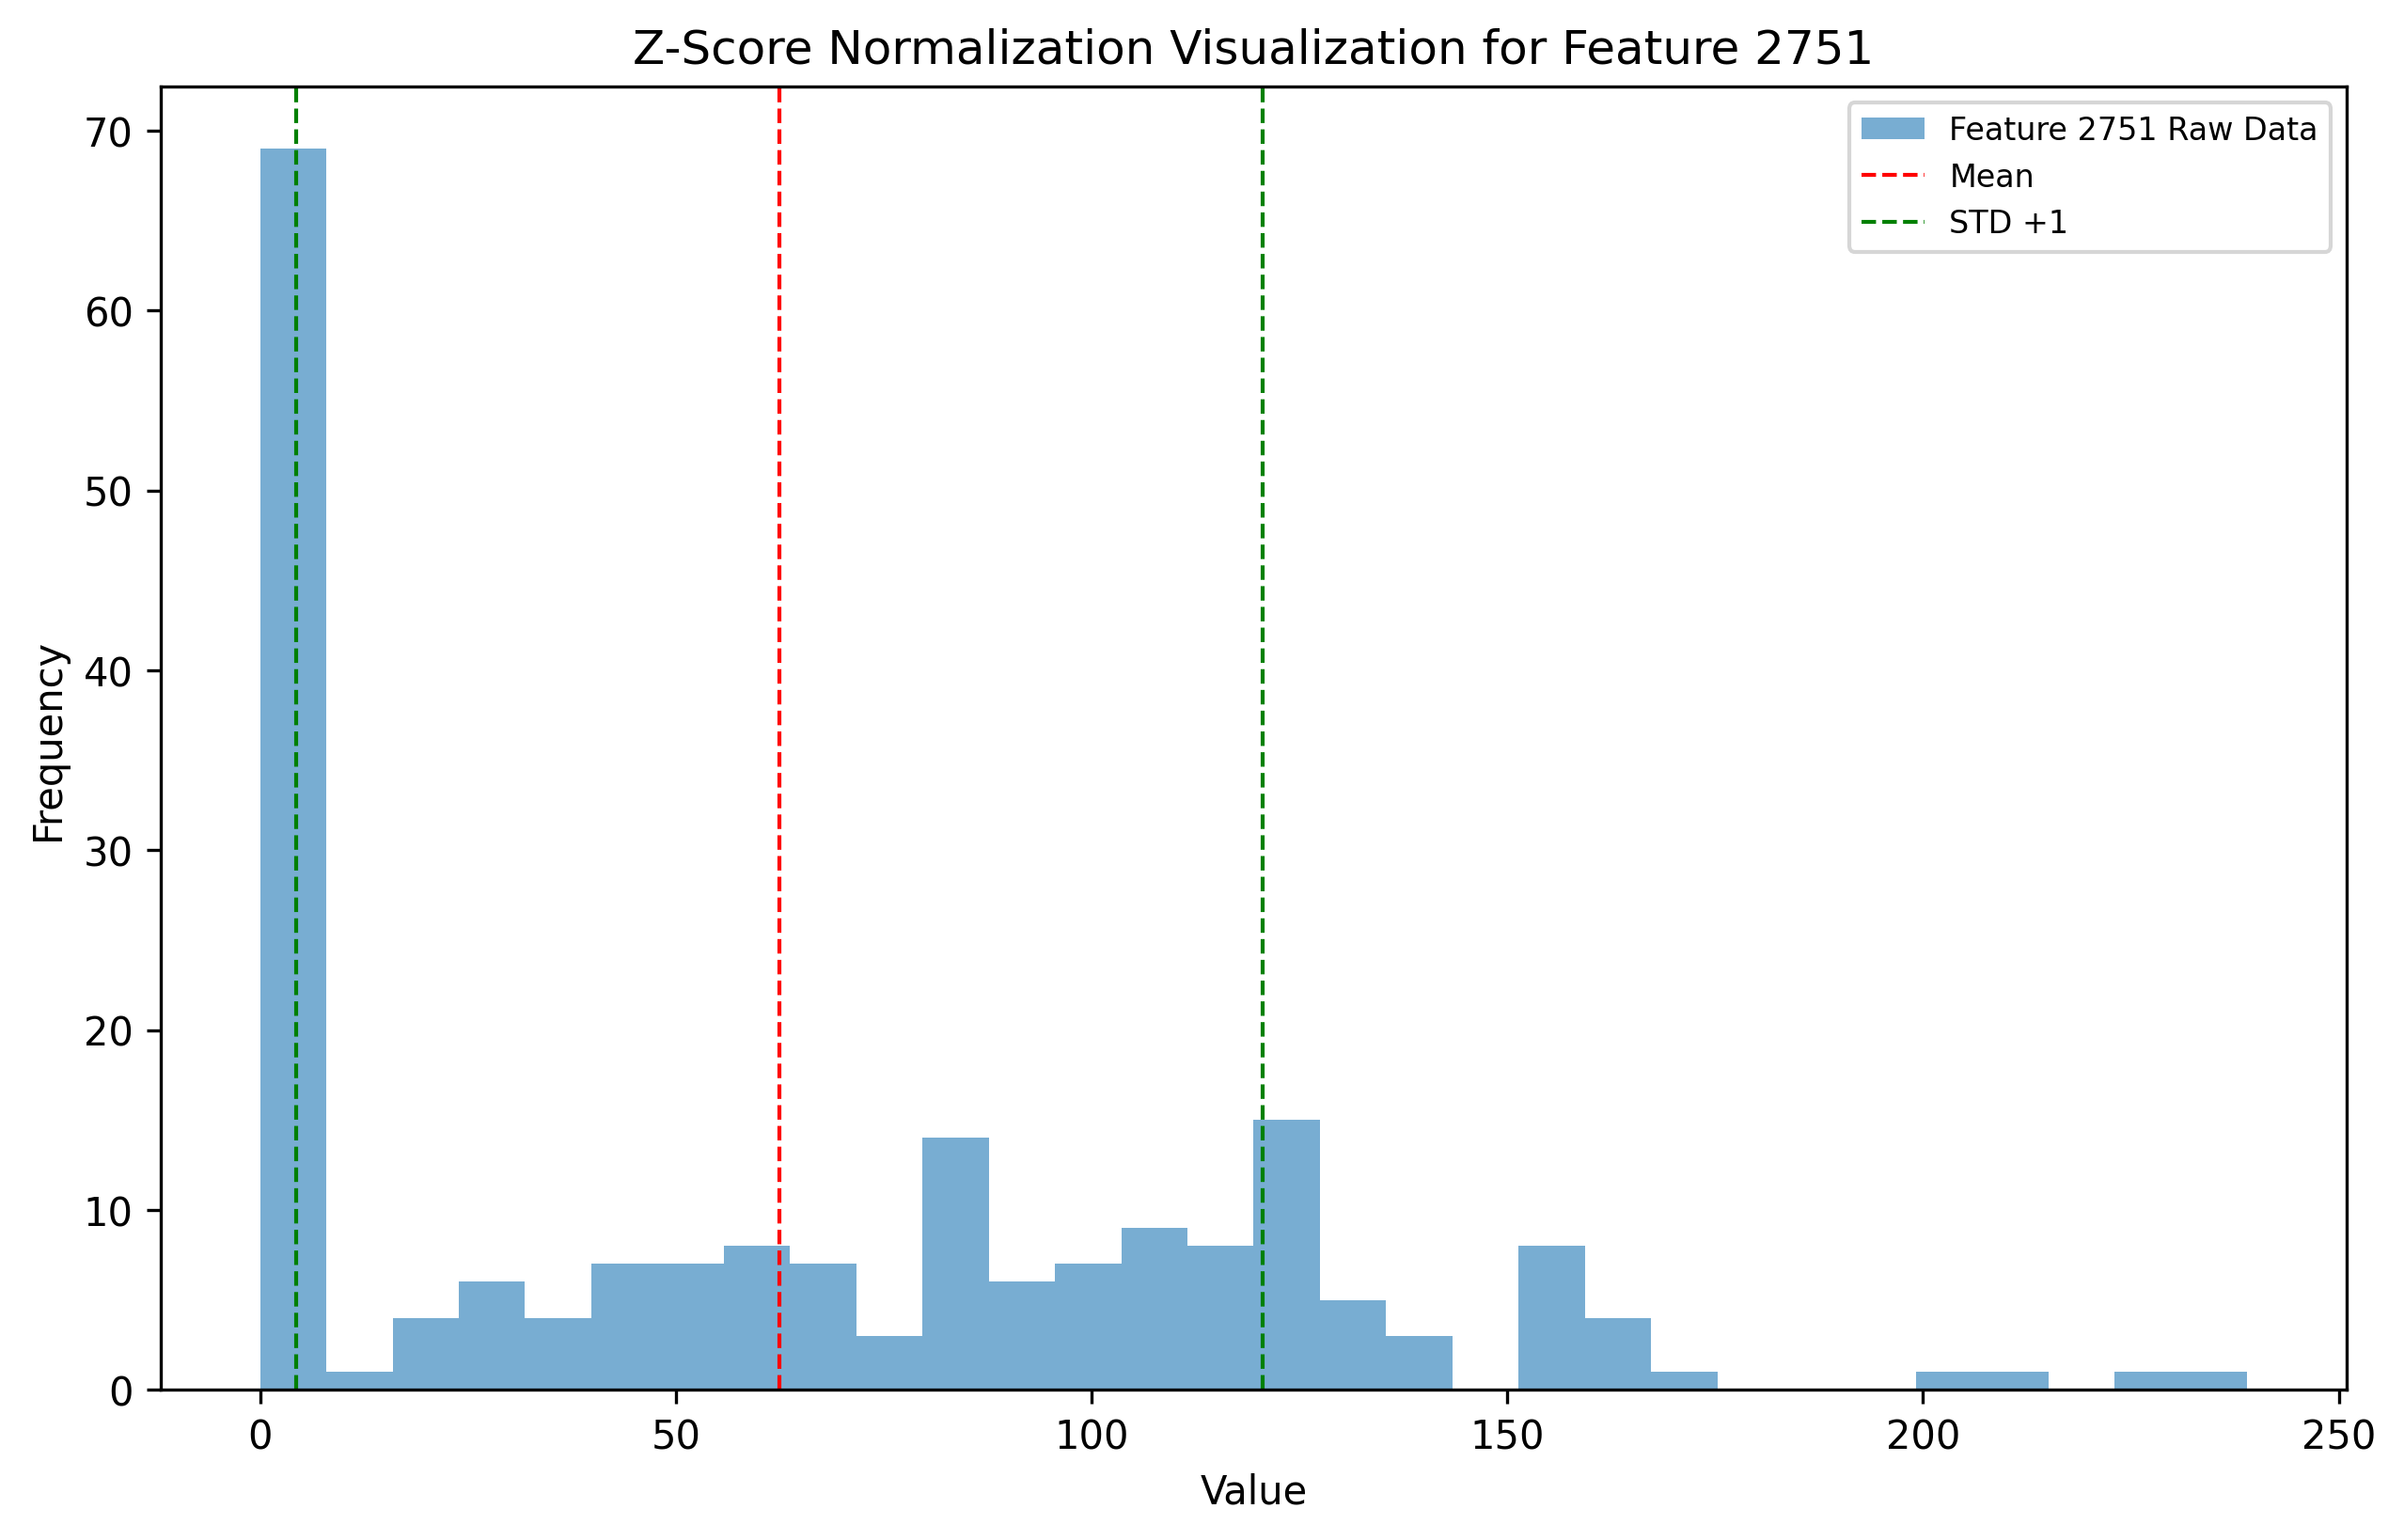 Z-Score Normalization Visualization for Feature 2751
Feature 2751 Raw Data
Mean
STD +1
70
60
50
40
30
20
10
0
Frequency
0 50 100 150 200 250
Value